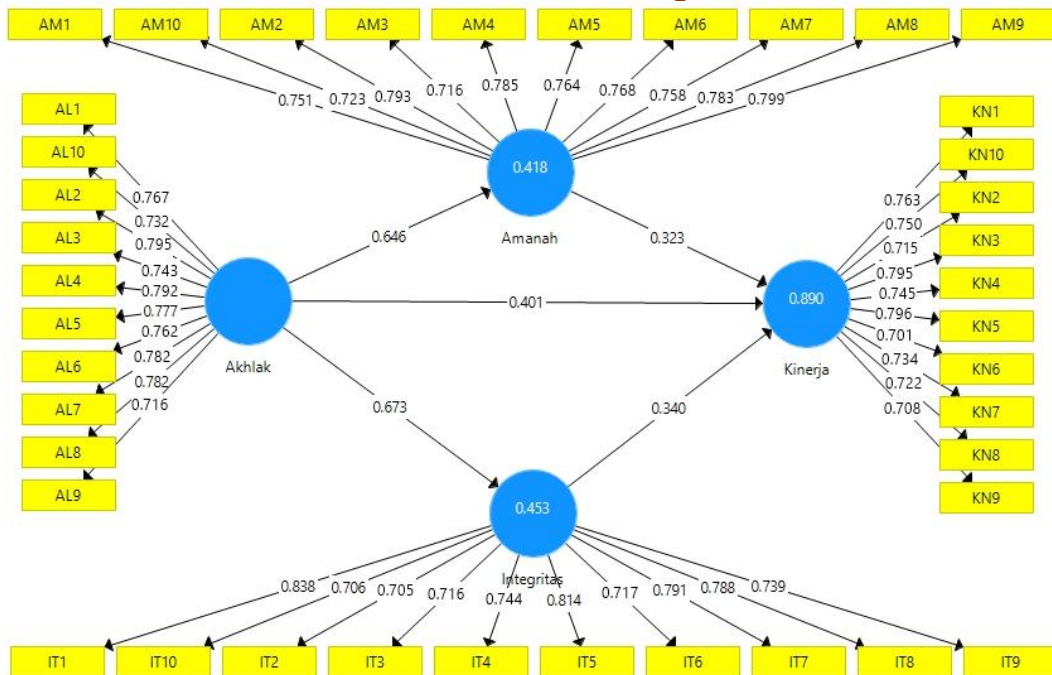 AM1 AM10 AM2 AM3 AM4 AM5 AM6 AM7 AM8 AM9
0.751 0.723 0.793 0.716 0.785 0.764 0.768 0.758 0.783 0.799
AL1
AL10
AL2
AL3
AL4
AL5
AL6
AL7
AL8
AL9
0.767
0.732
0.795
0.743
0.792
0.777
0.762
0.782
0.782
0.716
Akhlak
0.418
Amanah
0.646
0.323
0.401
0.673
0.340
0.890
Kinerja
0.763
0.750
0.715
0.795
0.745
0.796
0.701
0.734
0.722
0.708
KN1
KN10
KN2
KN3
KN4
KN5
KN6
KN7
KN8
KN9
0.453
Integritas
0.838 0.706 0.705 0.716 0.744 0.814 0.717 0.791 0.788 0.739
IT1 IT10 IT2 IT3 IT4 IT5 IT6 IT7 IT8 IT9